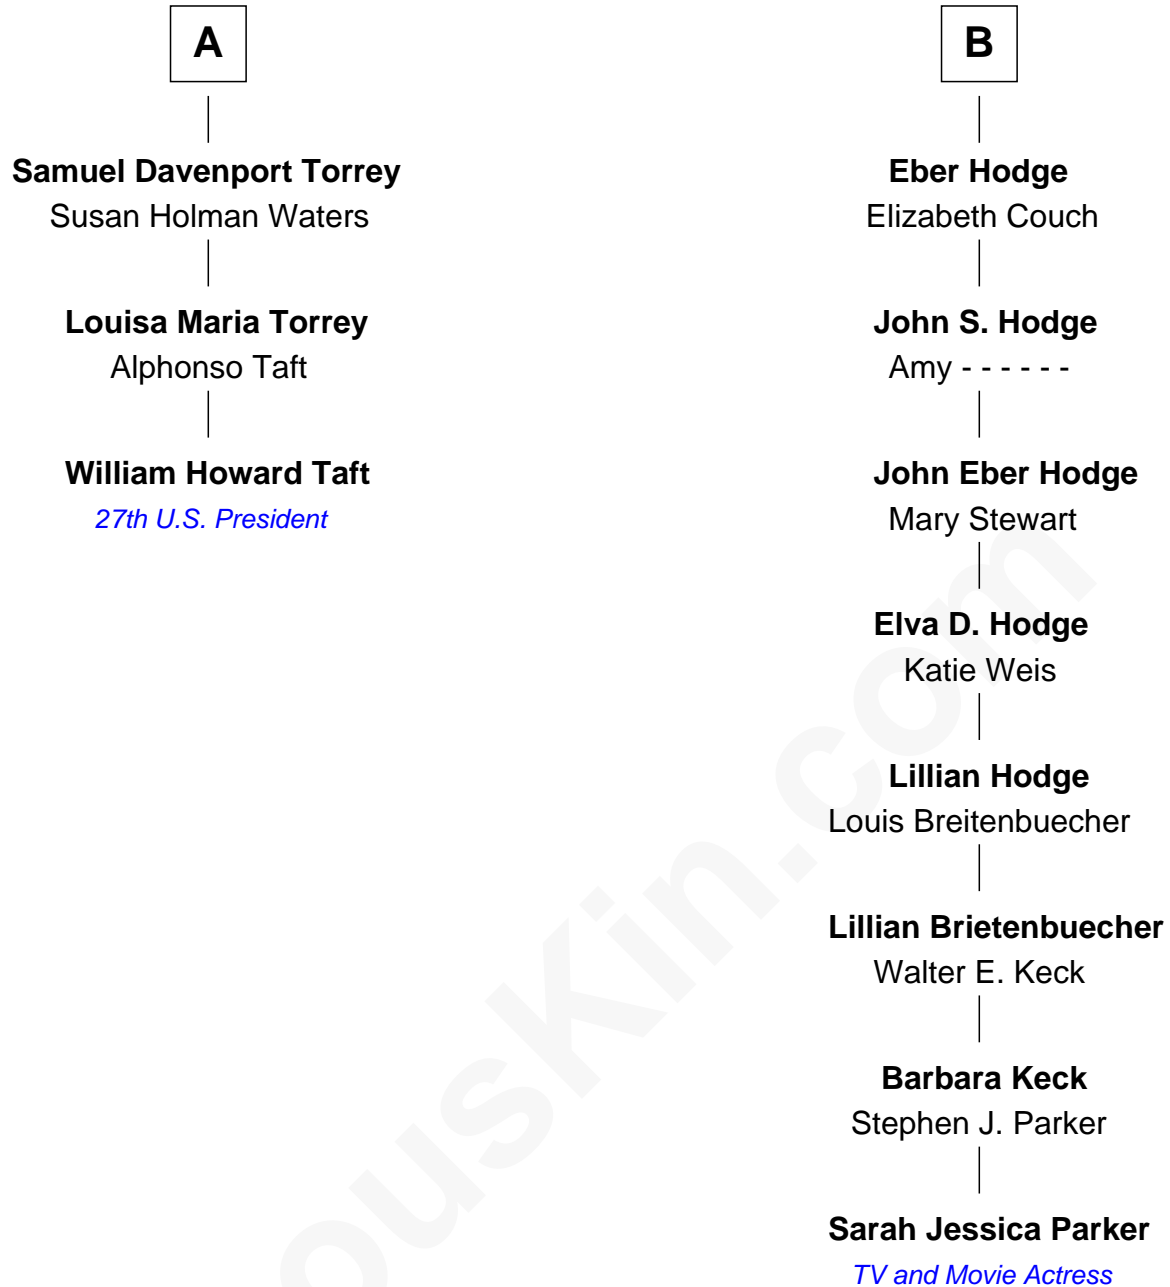 A
Samuel Davenport Torrey
Susan Holman Waters
Louisa Maria Torrey
Alphonso Taft
William Howard Taft
27th U.S. President
B
Eber Hodge
Elizabeth Couch
John S. Hodge
Amy - - - - - -
John Eber Hodge
Mary Stewart
Elva D. Hodge
Katie Weis
Lillian Hodge
Louis Breitenbuecher
Lillian Brietenbuecher
Walter E. Keck
Barbara Keck
Stephen J. Parker
Sarah Jessica Parker
TV and Movie Actress
ousKin.com